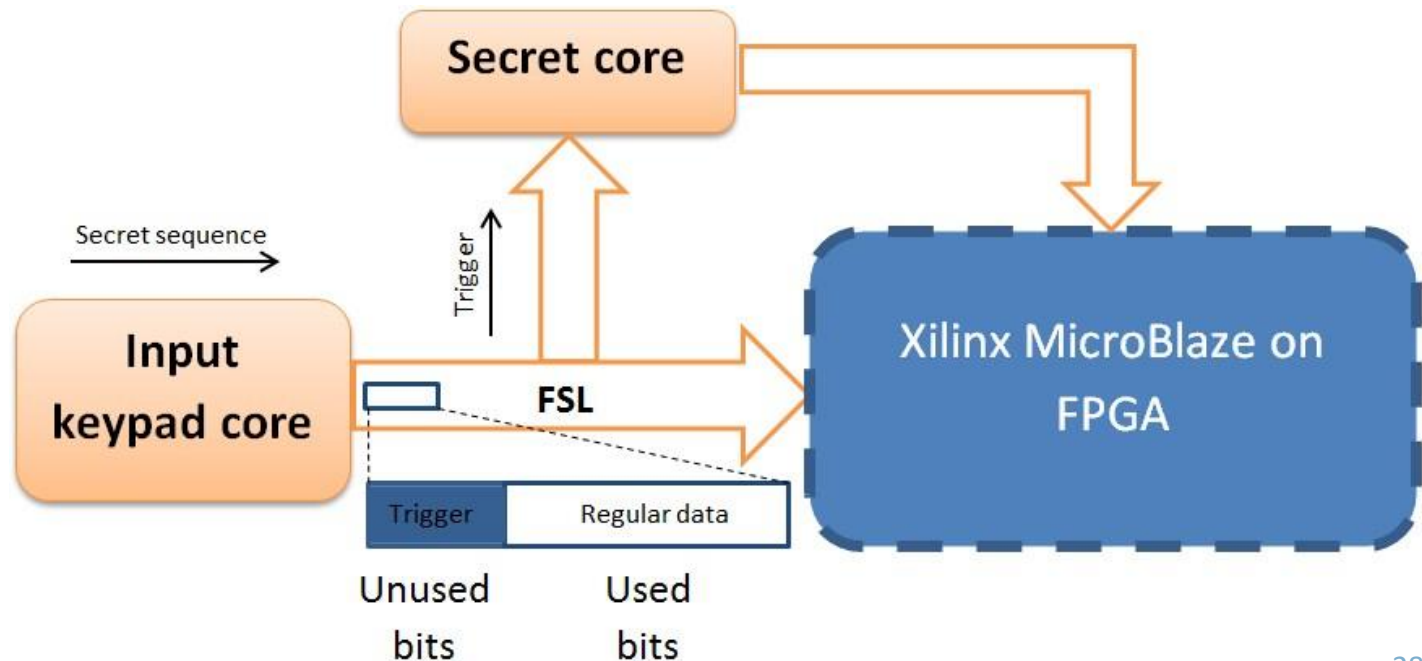 Secret core
Secret sequence
Trigger
Input
keypad core
FSL
Xilinx MicroBlaze on
FPGA
Trigger
Regular data
Unused
bits
Used
bits
28